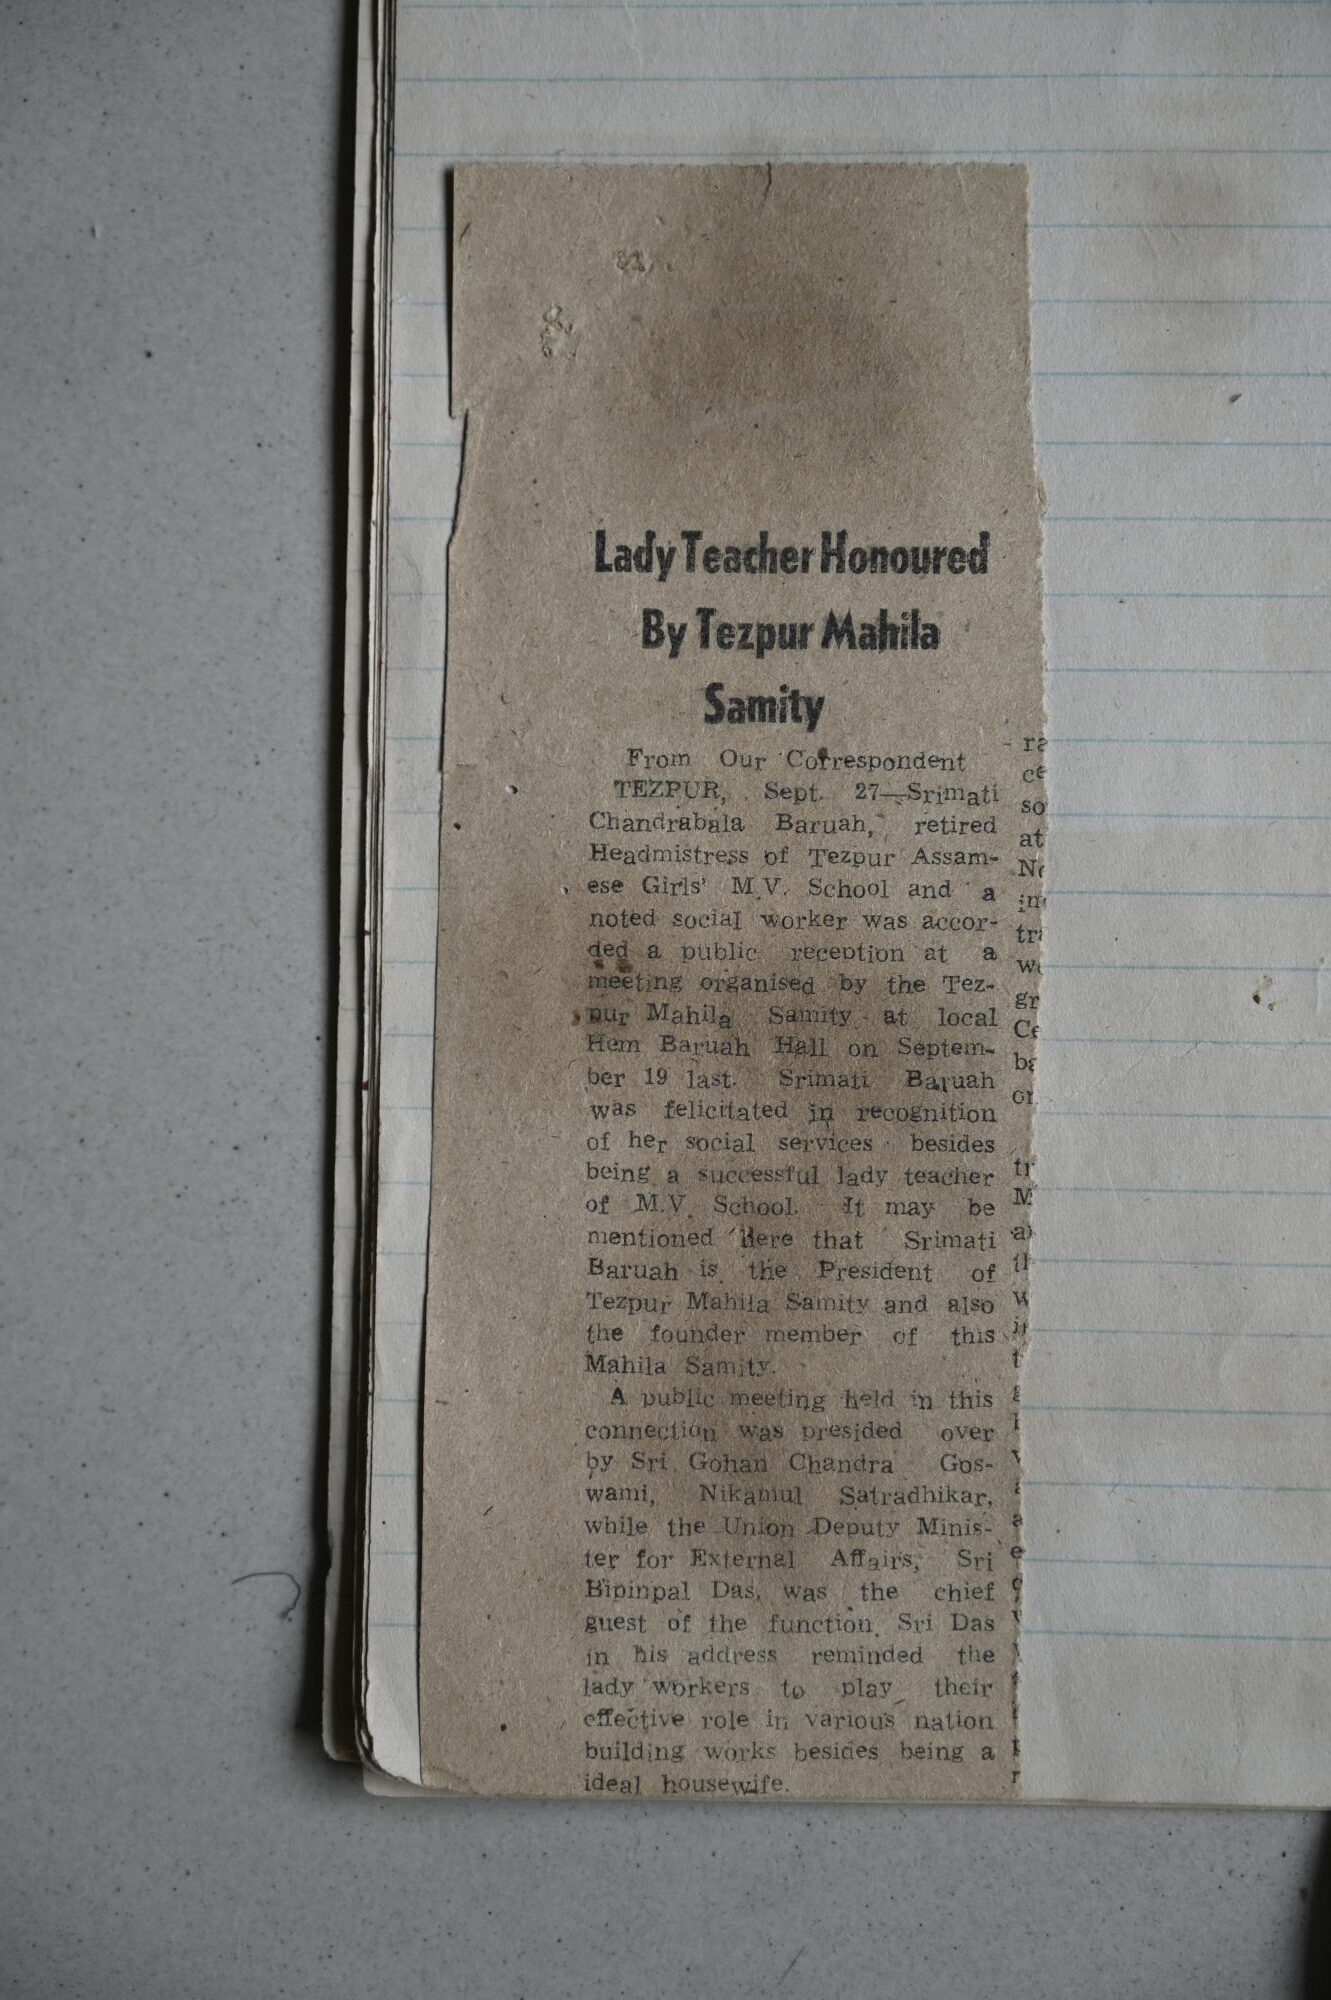 Lady Teacher Honoured
By Tezpur Mahila
Samity
From Our Correspondent
TEZPUR, Sept. 27—Srimati
Chandrabala Baruah, retired
Headmistress of Tezpur Assam-
ese Girls' M.V. School and a
noted social worker was accor-
ded a public reception at a
meeting organised by the Tez-
pur Mahila Samity at local
Hem Baruah Hall on Septem-
ber 19 last. Srimati Baruah
was felicitated in recognition
of her social services besides
being a successful lady teacher
of M.V. School. It may be
mentioned here that Srimati
Baruah is the President of
Tezpur Mahila Samity and also
the founder member of this
Mahila Samity.
A public meeting held in this
connection was presided over
by Sri Gohan Chandra Gos-
wami, Nikamul Satradhikar,
while the Union Deputy Minis-
ter for External Affairs, Sri
Bipinpal Das, was the chief
guest of the function. Sri Das
in his address reminded the
lady workers to play their
effective role in various nation
building works besides being a
ideal housewife.